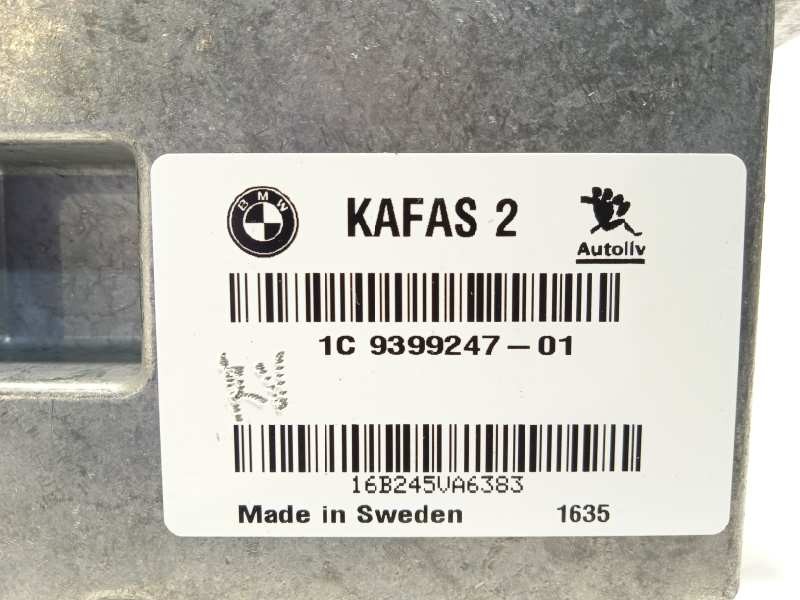 BMW
KAFAS 2
Autoliv
1C 9399247-01
16B245VA6383
Made in Sweden 1635